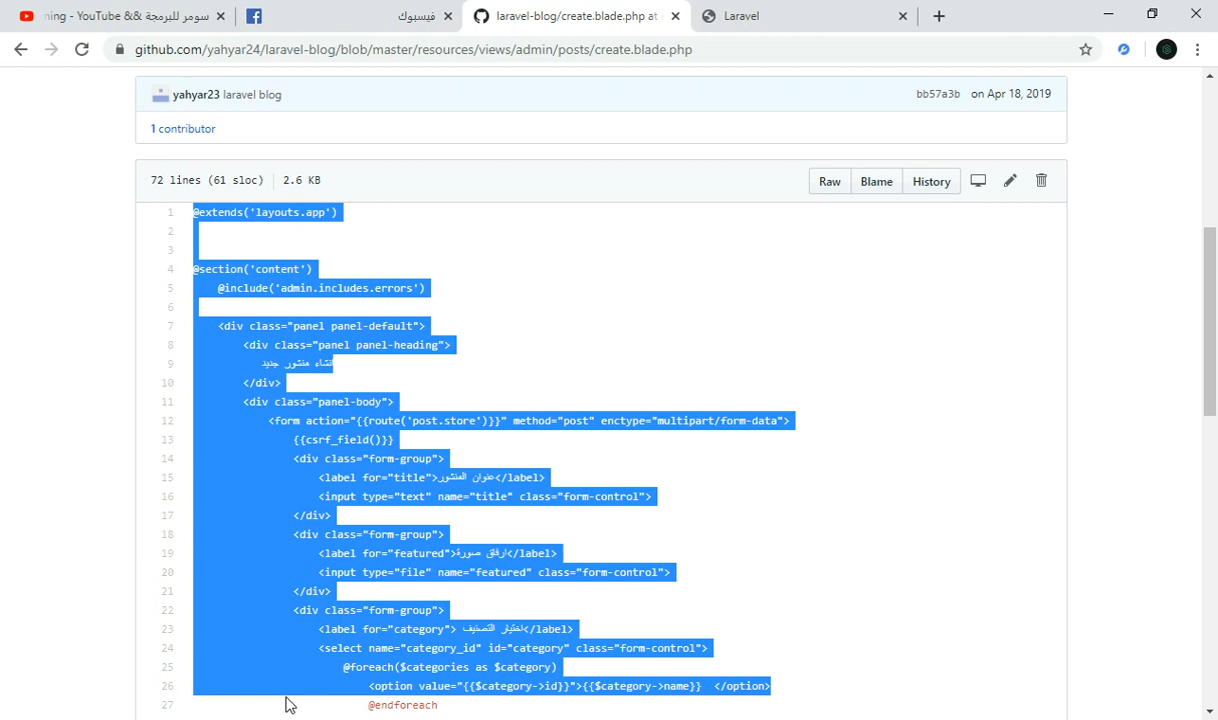 ning - YouTube && سومر للبرمجة
فيسبوك
laravel-blog/create.blade.php at
Laravel
github.com/yahyar24/laravel-blog/blob/master/resources/views/admin/posts/create.blade.php
yahyar23 laravel blog
bb57a3b on Apr 18, 2019
1 contributor
72 lines (61 sloc) 2.6 KB
Raw Blame History
1 @extends('layouts.app')
2
3
4 @section('content')
5 @include('admin.includes.errors')
6
7 <div class="panel panel-default">
8 <div class="panel panel-heading">
9 انشاء منشور جديد
10 </div>
11 <div class="panel-body">
12 <form action="{{route('post.store')}}" method="post" enctype="multipart/form-data">
13 {{csrf_field()}}
14 <div class="form-group">
15 <label for="title">عنوان المنشور</label>
16 <input type="text" name="title" class="form-control">
17 </div>
18 <div class="form-group">
19 <label for="featured">ارفاق صورة</label>
20 <input type="file" name="featured" class="form-control">
21 </div>
22 <div class="form-group">
23 <label for="category"> اختيار التصنيف</label>
24 <select name="category_id" id="category" class="form-control">
25 @foreach($categories as $category)
26 <option value="{{$category->id}}">{{$category->name}} </option>
27 @endforeach